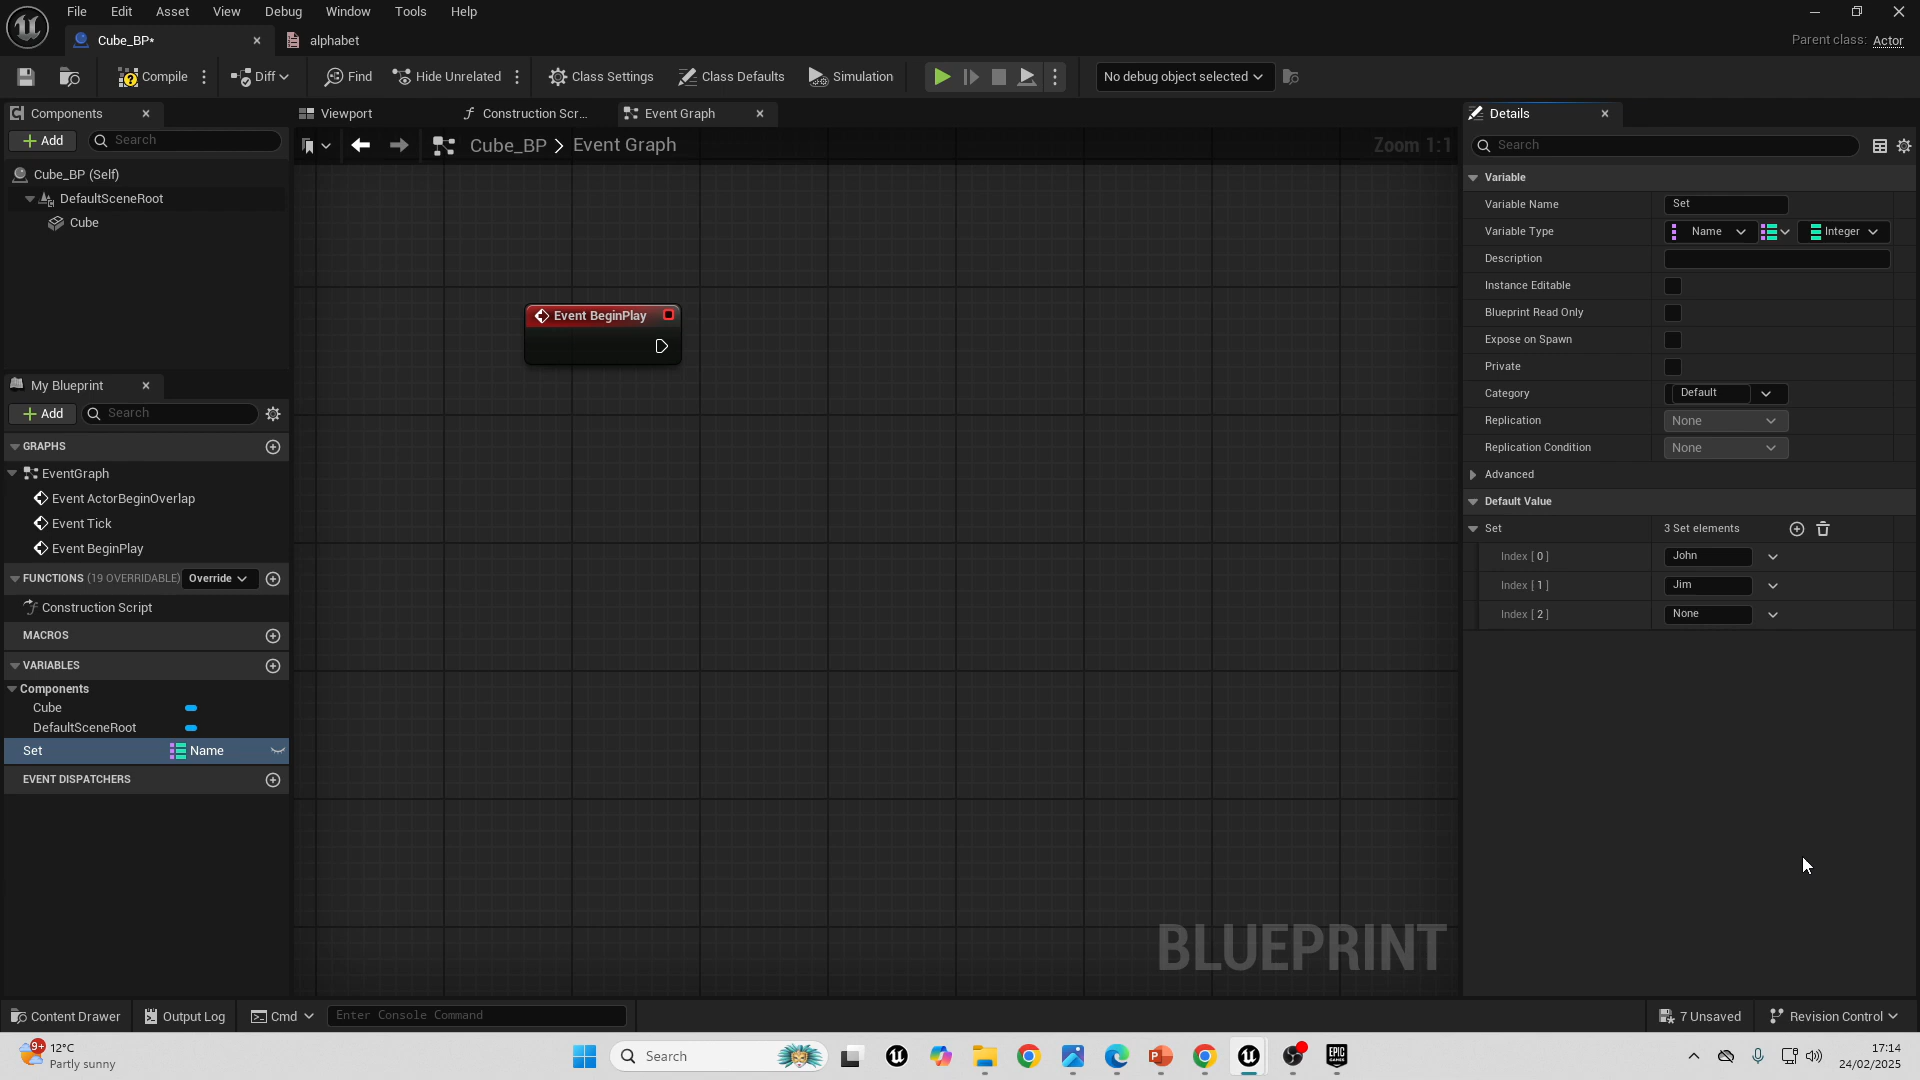 File Edit Asset View Debug Window Tools Help
Cube_BP* alphabet Parent class: Actor
Compile Diff Find Hide Unrelated Class Settings Class Defaults Simulation No debug object selected
Components Viewport Construction Scr... Event Graph Details
Add Search Cube_BP > Event Graph Zoom 1:1 Search
Cube_BP (Self)
DefaultSceneRoot
Cube
Event BeginPlay
My Blueprint
Add Search
GRAPHS
EventGraph
Event ActorBeginOverlap
Event Tick
Event BeginPlay
FUNCTIONS (19 OVERRIDABLE) Override
Construction Script
MACROS
VARIABLES
Components
Cube
DefaultSceneRoot
Set Name
EVENT DISPATCHERS
Variable
Variable Name Set
Variable Type Name Integer
Description
Instance Editable
Blueprint Read Only
Expose on Spawn
Private
Category Default
Replication None
Replication Condition None
Advanced
Default Value
Set 3 Set elements
Index [ 0 ] John
Index [ 1 ] Jim
Index [ 2 ] None
BLUEPRINT
Content Drawer Output Log Cmd Enter Console Command 7 Unsaved Revision Control
9+ 12°C
Partly sunny
Search
EPIC GAMES
17:14
24/02/2025